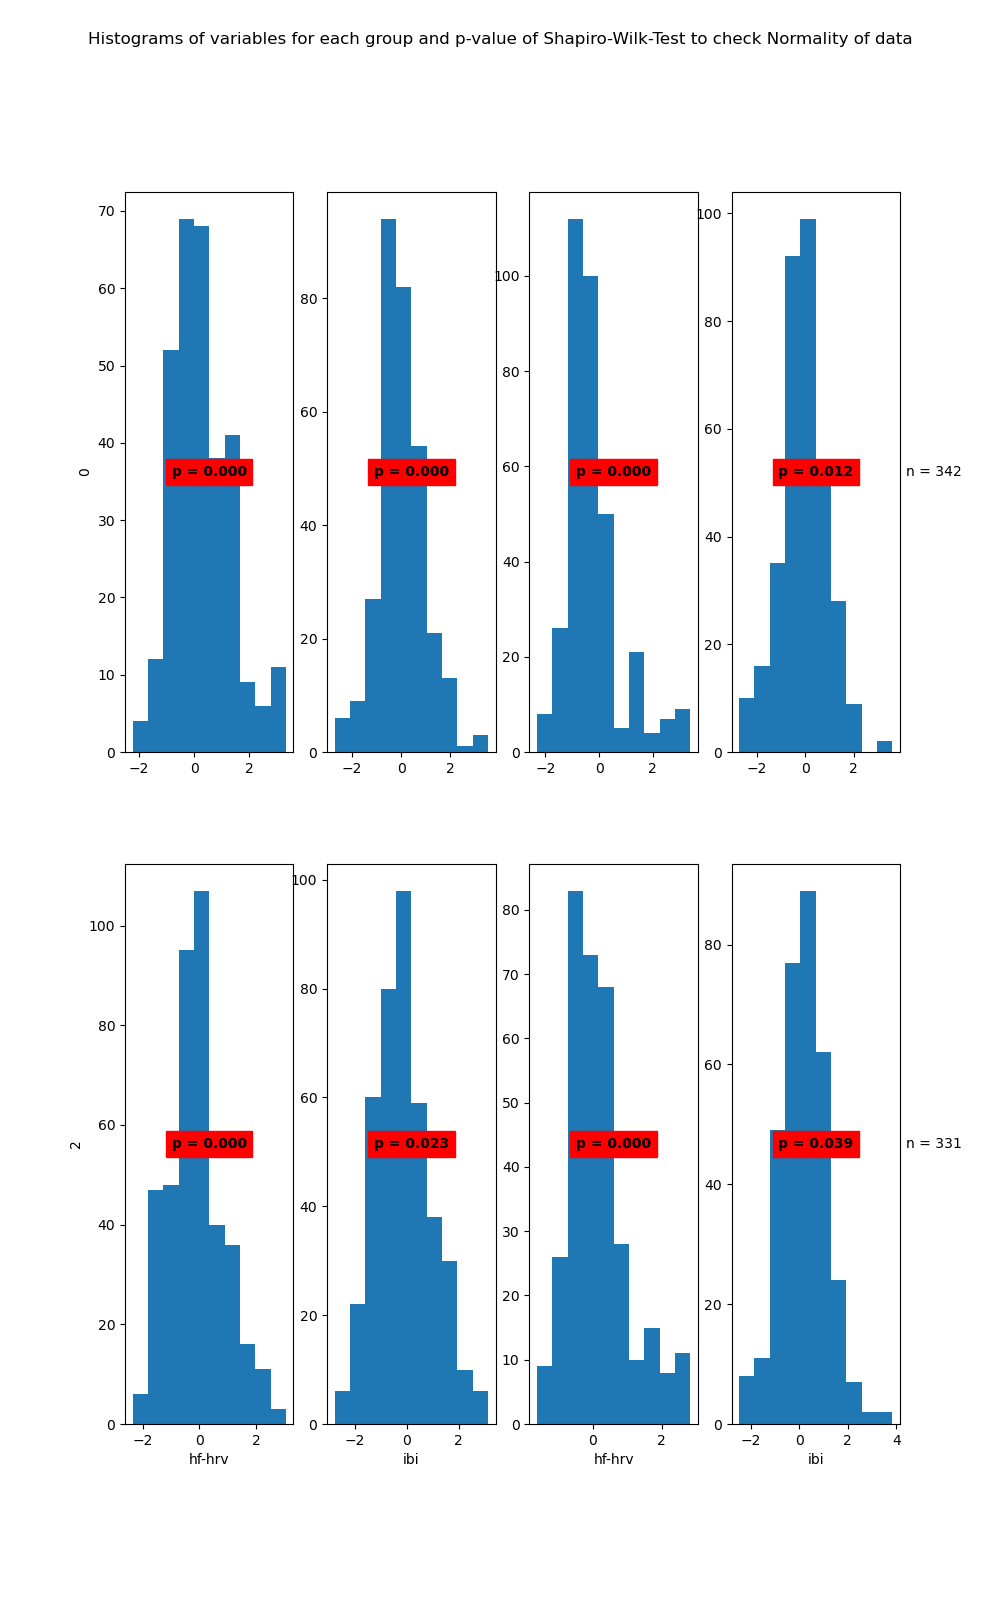 Histograms of variables for each group and p-value of Shapiro-Wilk-Test to check Normality of data
70
60
50
40
30
20
10
0
−2 0 2
0
p = 0.000
80
60
40
20
0
−2 0 2
p = 0.000
100
80
60
40
20
0
−2 0 2
p = 0.000
100
80
60
40
20
0
−2 0 2
p = 0.012
n = 342
100
80
60
40
20
0
−2 0 2
2
p = 0.000
hf-hrv
100
80
60
40
20
0
−2 0 2
p = 0.023
ibi
80
70
60
50
40
30
20
10
0
0 2
p = 0.000
hf-hrv
80
60
40
20
0
−2 0 2 4
p = 0.039
ibi
n = 331